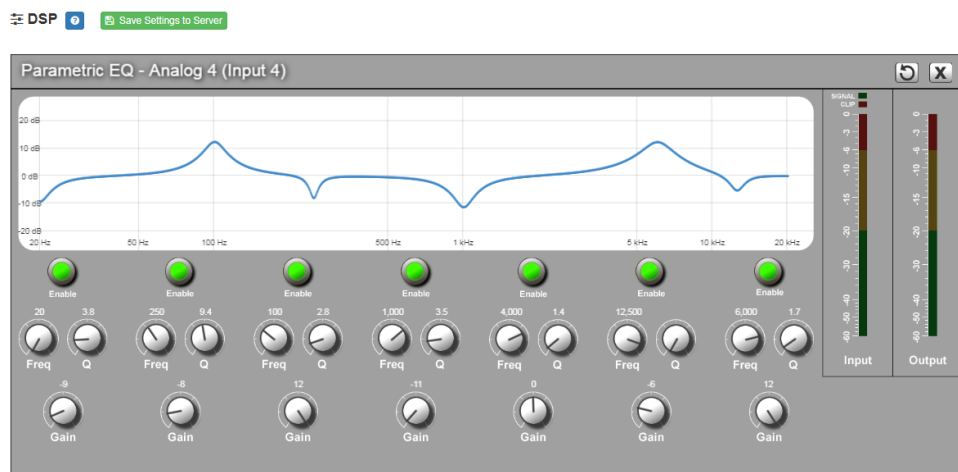 DSP ? Save Settings to Server
Parametric EQ - Analog 4 (Input 4)
X
SIGNAL
CLIP
20 dB
10 dB
0 dB
-10 dB
-20 dB
20 Hz 50 Hz 100 Hz 500 Hz 1 kHz 5 kHz 10 kHz 20 kHz
0 -3 -6 -10 -15 -20 -30 -40 -50 -60
0 -3 -6 -10 -15 -20 -30 -40 -50 -60
Input Output
Enable Enable Enable Enable Enable Enable Enable
20 3.8 250 9.4 100 2.8 1,000 3.5 4,000 1.4 12,500 6,000 1.7
Freq Q Freq Q Freq Q Freq Q Freq Q Freq Q Freq Q
-9 -8 12 -11 0 -6 12
Gain Gain Gain Gain Gain Gain Gain